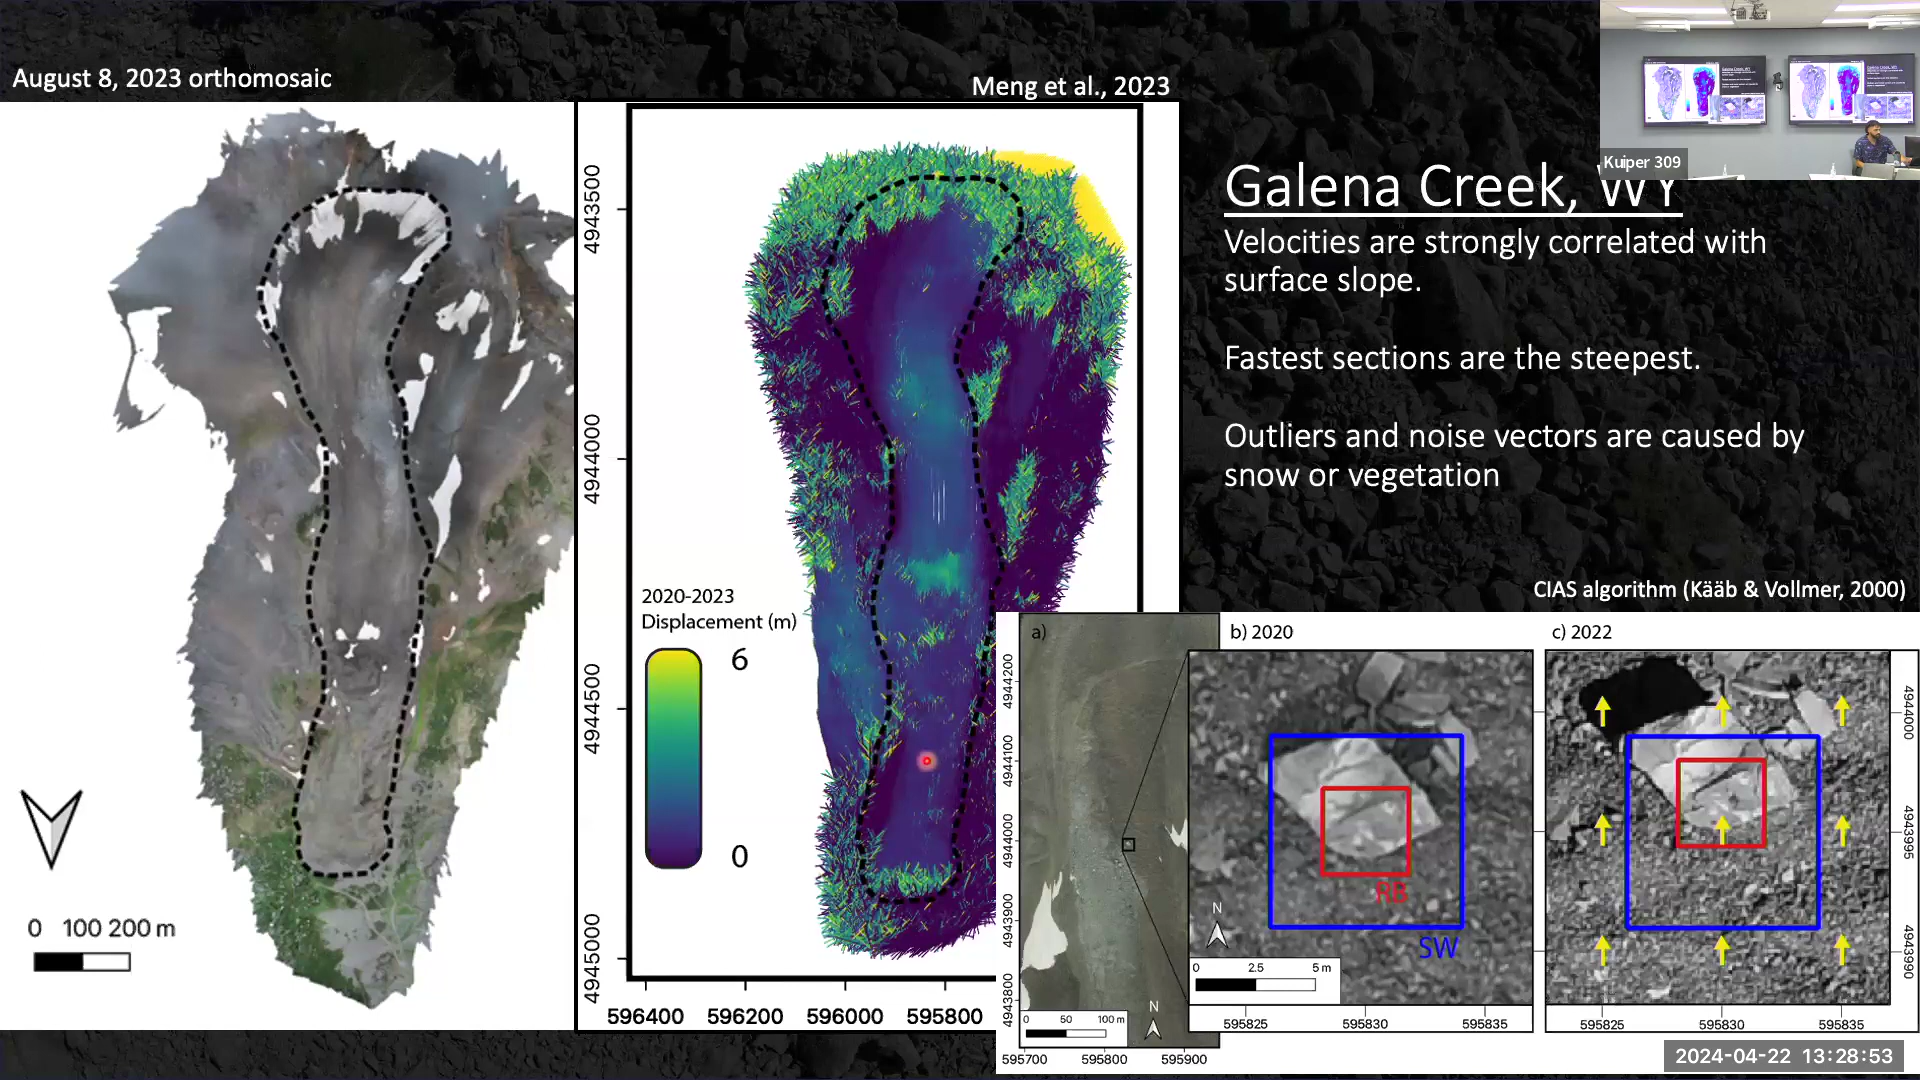 August 8, 2023 orthomosaic
Meng et al., 2023
4943500
4944000
4944500
4945000
2020-2023
Displacement (m)
6
0
596400 596200 596000 595800
0 100 200 m
Kuiper 309
Galena Creek, WY
Velocities are strongly correlated with
surface slope.
Fastest sections are the steepest.
Outliers and noise vectors are caused by
snow or vegetation
CIAS algorithm (Kääb & Vollmer, 2000)
a)
4944200
4944100
4944000
4943900
4943800
0 50 100 m
N
595700 595800 595900
b) 2020
RB
SW
N
0 2.5 5 m
595825 595830 595835
c) 2022
4944000
4943995
4943990
595825 595830 595835
2024-04-22 13:28:53